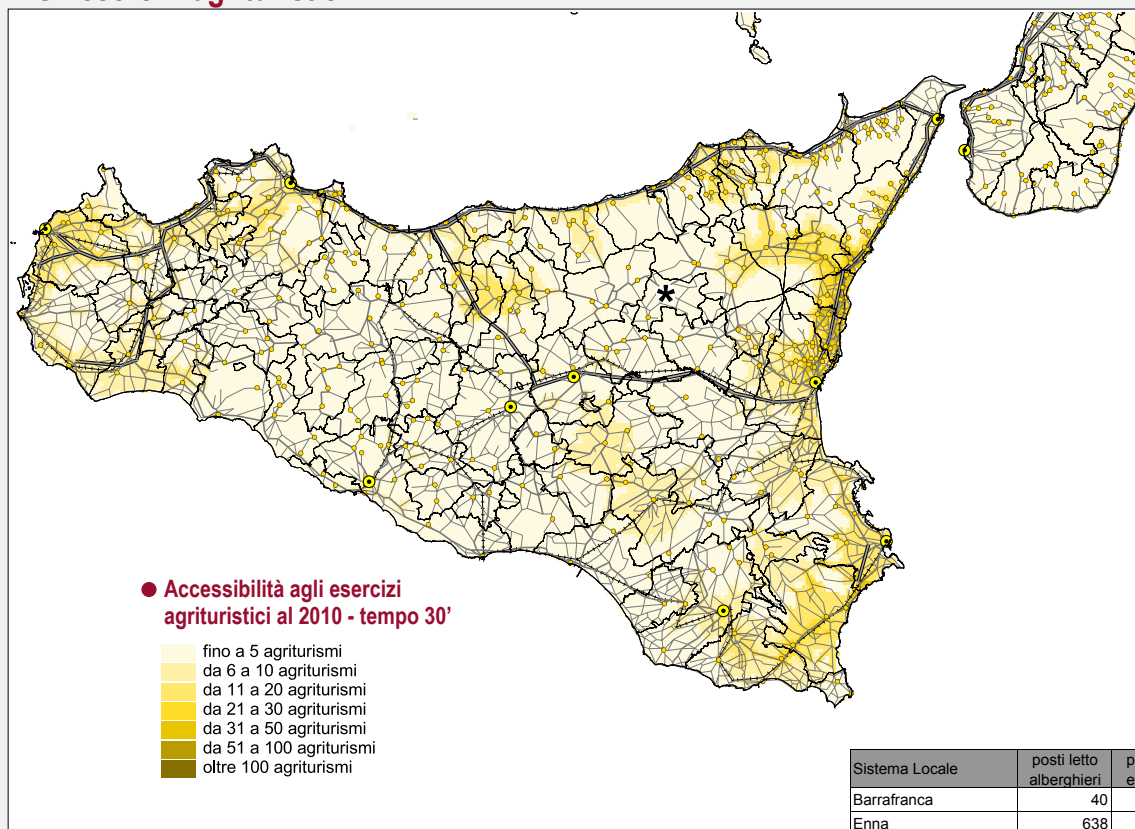 ● Accessibilità agli esercizi
agrituristici al 2010 - tempo 30’
fino a 5 agriturismi
da 6 a 10 agriturismi
da 11 a 20 agriturismi
da 21 a 30 agriturismi
da 31 a 50 agriturismi
da 51 a 100 agriturismi
oltre 100 agriturismi
*
Sistema Locale
posti letto
alberghieri
Barrafranca 40
Enna 638